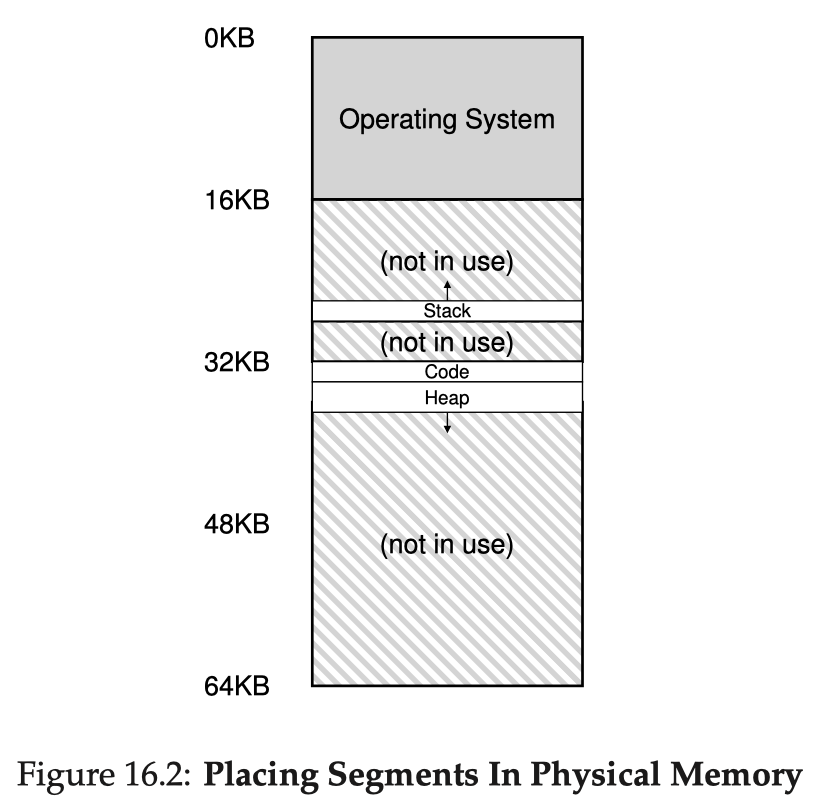 0KB
Operating System
16KB
(not in use)
Stack
(not in use)
32KB
Code
Heap
48KB
(not in use)
64KB
Figure 16.2: Placing Segments In Physical Memory